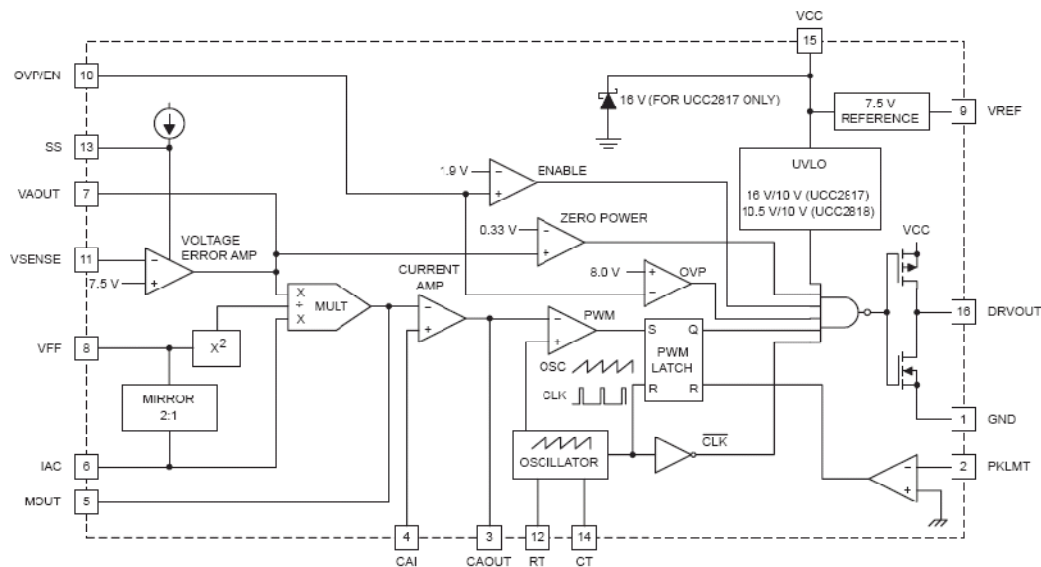 VCC
15
OVP/EN
10
16 V (FOR UCC2817 ONLY)
7.5 V
REFERENCE
9
VREF
SS
13
UVLO
16 V/10 V (UCC2817)
10.5 V/10 V (UCC2818)
1.9 V
−
+
ENABLE
VAOUT
7
0.33 V
−
+
ZERO POWER
VCC
VSENSE
11
−
7.5 V
+
VOLTAGE
ERROR AMP
8.0 V
+
−
OVP
CURRENT
AMP
X
÷
X
MULT
−
+
−
+
PWM
S
Q
PWM
LATCH
R
R
16
DRVOUT
VFF
8
X2
OSC
CLK
MIRROR
2:1
1
GND
OSCILLATOR
CLK
IAC
6
−
+
2
PKLMT
MOUT
5
4
3
12
14
CAI
CAOUT
RT
CT